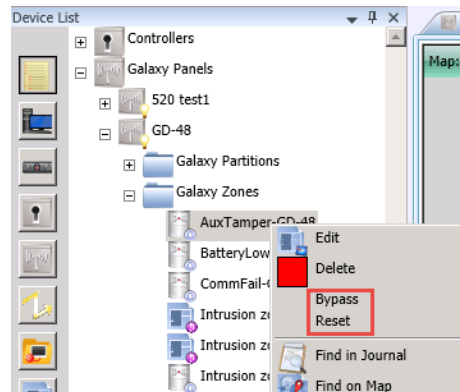 Device List
Controllers
Galaxy Panels
520 test1
GD-48
Galaxy Partitions
Galaxy Zones
AuxTamper-GD-48
BatteryLow
CommFail-
Intrusion zo
Intrusion zo
Intrusion zo
Edit
Delete
Bypass
Reset
Find in Journal
Find on Map
Map: